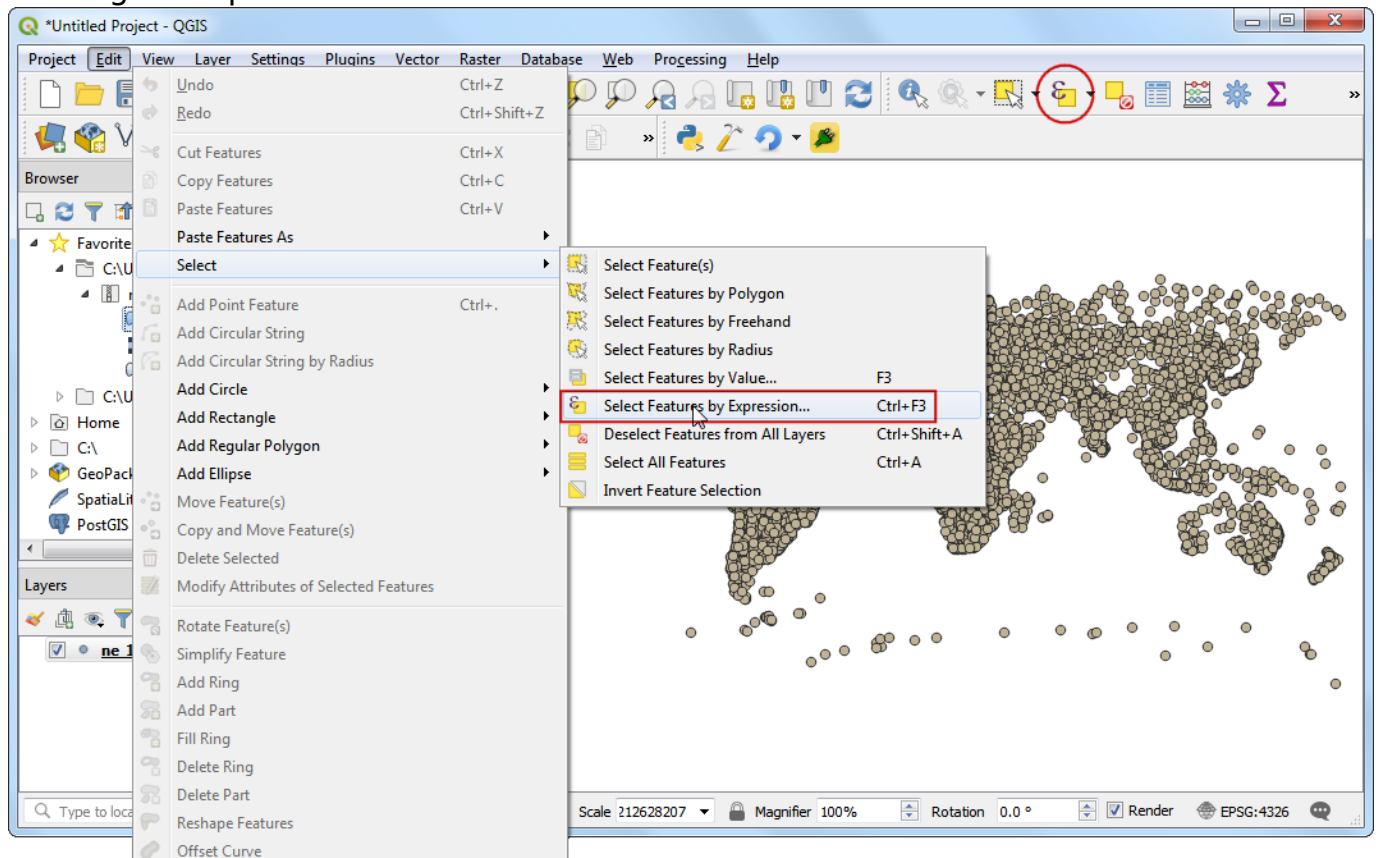 *Untitled Project - QGIS
Project Edit View Layer Settings Plugins Vector Raster Database Web Processing Help
Undo Ctrl+Z
Redo Ctrl+Shift+Z
Cut Features Ctrl+X
Copy Features Ctrl+C
Paste Features Ctrl+V
Paste Features As
Select
Add Point Feature Ctrl+.
Add Circular String
Add Circular String by Radius
Add Circle
Add Rectangle
Add Regular Polygon
Add Ellipse
Move Feature(s)
Copy and Move Feature(s)
Delete Selected
Modify Attributes of Selected Features
Rotate Feature(s)
Simplify Feature
Add Ring
Add Part
Fill Ring
Delete Ring
Delete Part
Reshape Features
Offset Curve
Select Feature(s)
Select Features by Polygon
Select Features by Freehand
Select Features by Radius
Select Features by Value... F3
Select Features by Expression... Ctrl+F3
Deselect Features from All Layers Ctrl+Shift+A
Select All Features Ctrl+A
Invert Feature Selection
Browser
Favorite
C:\U
C:\U
Home
C:\
GeoPack
SpatiaLit
PostGIS
Layers
ne_1
Type to loca
Scale 212628207 Magnifier 100% Rotation 0.0 ° Render EPSG:4326